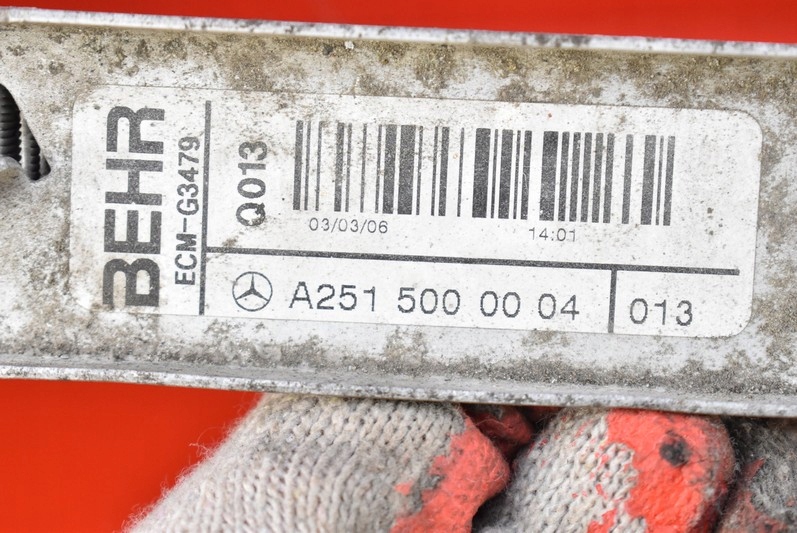 BEHR
ECM-G3479
Q013
03/03/06 14:01
A251 500 00 04
013